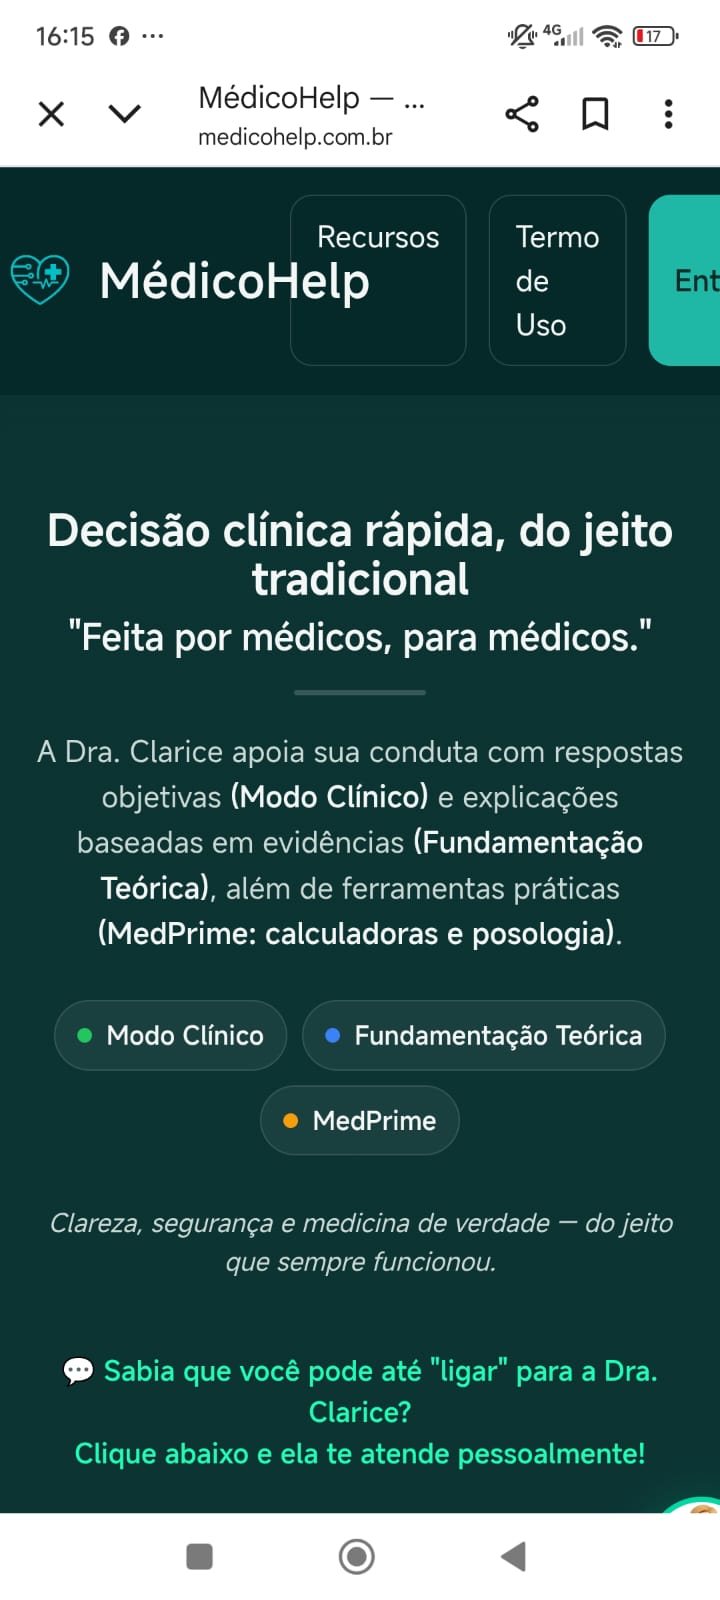 16:15 ...
4G 17
MédicoHelp — ...
medicohelp.com.br
MédicoHelp
Recursos
Termo
de
Uso
Ent
Decisão clínica rápida, do jeito
tradicional
"Feita por médicos, para médicos."
A Dra. Clarice apoia sua conduta com respostas
objetivas (Modo Clínico) e explicações
baseadas em evidências (Fundamentação
Teórica), além de ferramentas práticas
(MedPrime: calculadoras e posologia).
Modo Clínico
Fundamentação Teórica
MedPrime
Clareza, segurança e medicina de verdade — do jeito
que sempre funcionou.
💬 Sabia que você pode até "ligar" para a Dra.
Clarice?
Clique abaixo e ela te atende pessoalmente!